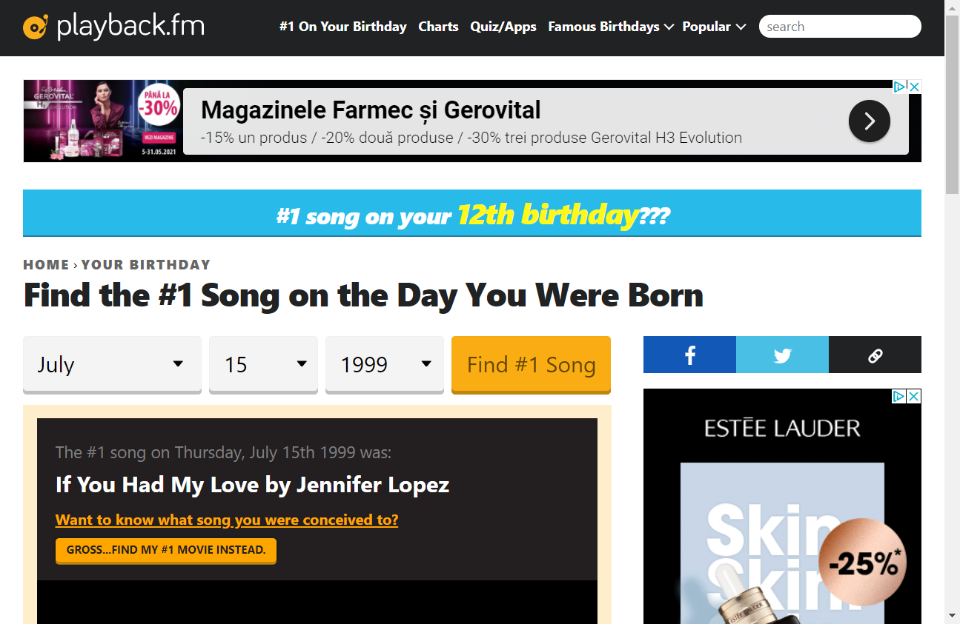 playback.fm
#1 On Your Birthday
Charts
Quiz/Apps
Famous Birthdays
Popular
search
GEROVITAL
H3 EVOLUTION
PÂNĂ LA
-30%
VEZI MAGAZINE
5-31.05.2021
Magazinele Farmec și Gerovital
-15% un produs / -20% două produse / -30% trei produse Gerovital H3 Evolution
#1 song on your 12th birthday???
HOME › YOUR BIRTHDAY
Find the #1 Song on the Day You Were Born
July
15
1999
Find #1 Song
The #1 song on Thursday, July 15th 1999 was:
If You Had My Love by Jennifer Lopez
Want to know what song you were conceived to?
GROSS...FIND MY #1 MOVIE INSTEAD.
ESTĒE LAUDER
Skin
Skin
-25%*